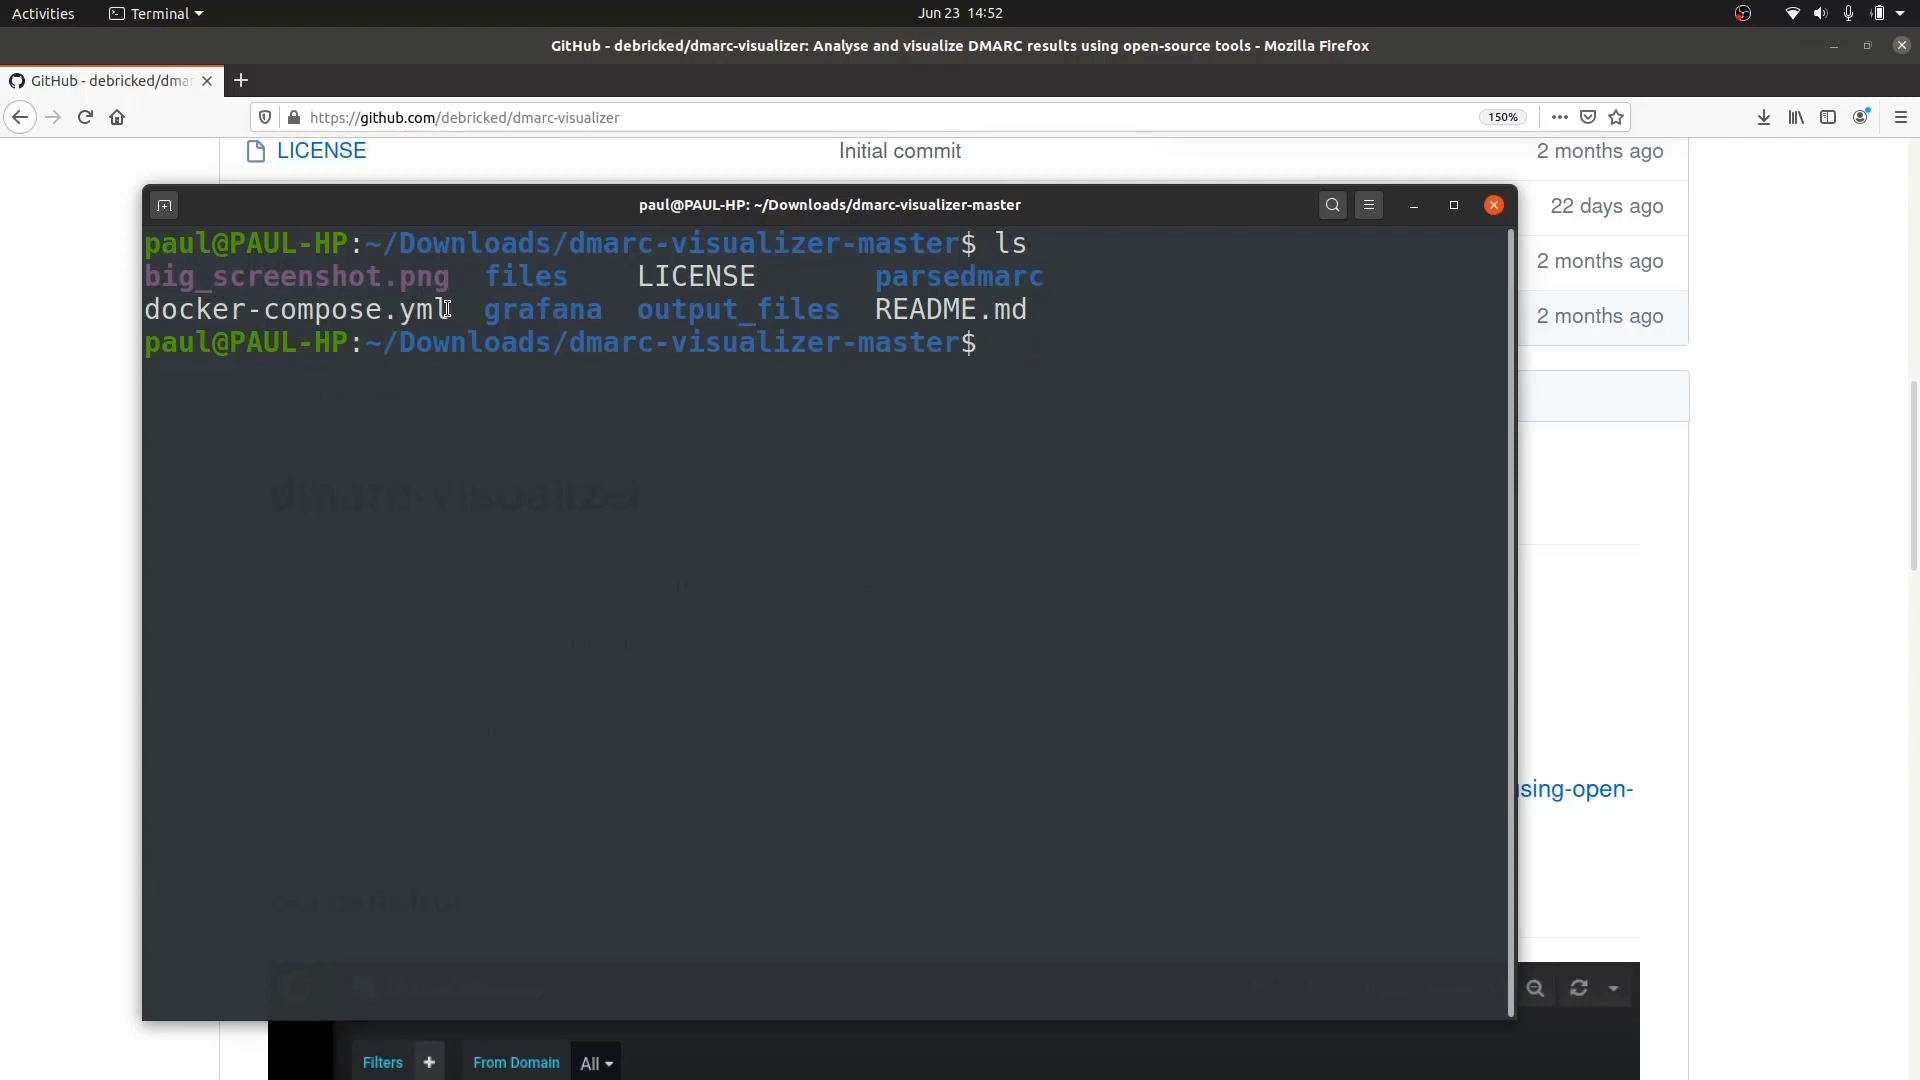 Activities
Terminal
Jun 23 14:52
GitHub - debricked/dmarc-visualizer: Analyse and visualize DMARC results using open-source tools - Mozilla Firefox
GitHub - debricked/dmar
https://github.com/debricked/dmarc-visualizer
150%
LICENSE
Initial commit
2 months ago
22 days ago
2 months ago
2 months ago
paul@PAUL-HP: ~/Downloads/dmarc-visualizer-master
paul@PAUL-HP:~/Downloads/dmarc-visualizer-master$ ls
big_screenshot.png files LICENSE parsedmarc
docker-compose.yml grafana output_files README.md
paul@PAUL-HP:~/Downloads/dmarc-visualizer-master$
dmarc-visualizer
sing-open-
Filters +
From Domain All